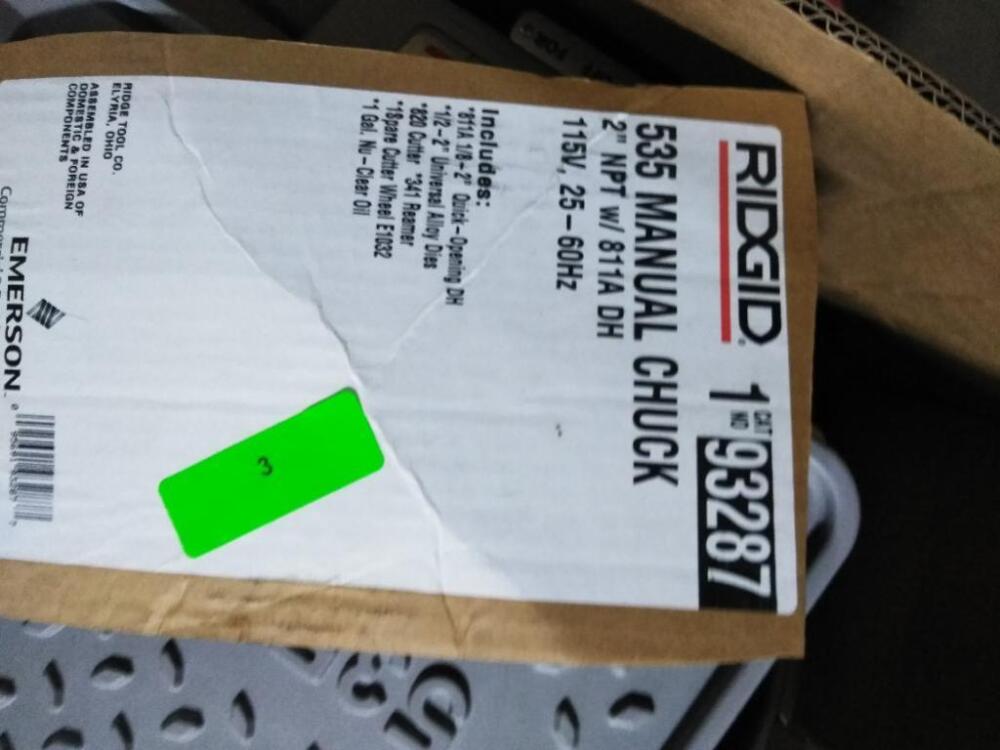 RIDGID®
1 CAT NO 93287
535 MANUAL CHUCK
2" NPT w/ 811A DH
115V, 25-60Hz
Includes:
*811A 1/8-2" Quick-Opening DH
*1/2-2" Universal Alloy Dies
*820 Cutter *341 Reamer
*1Spare Cutter Wheel E1032
*1 Gal. Nu-Clear Oil
RIDGE TOOL CO.
ELYRIA, OHIO
ASSEMBLED IN USA OF
DOMESTIC & FOREIGN
COMPONENTS
EMERSON
3
FOR